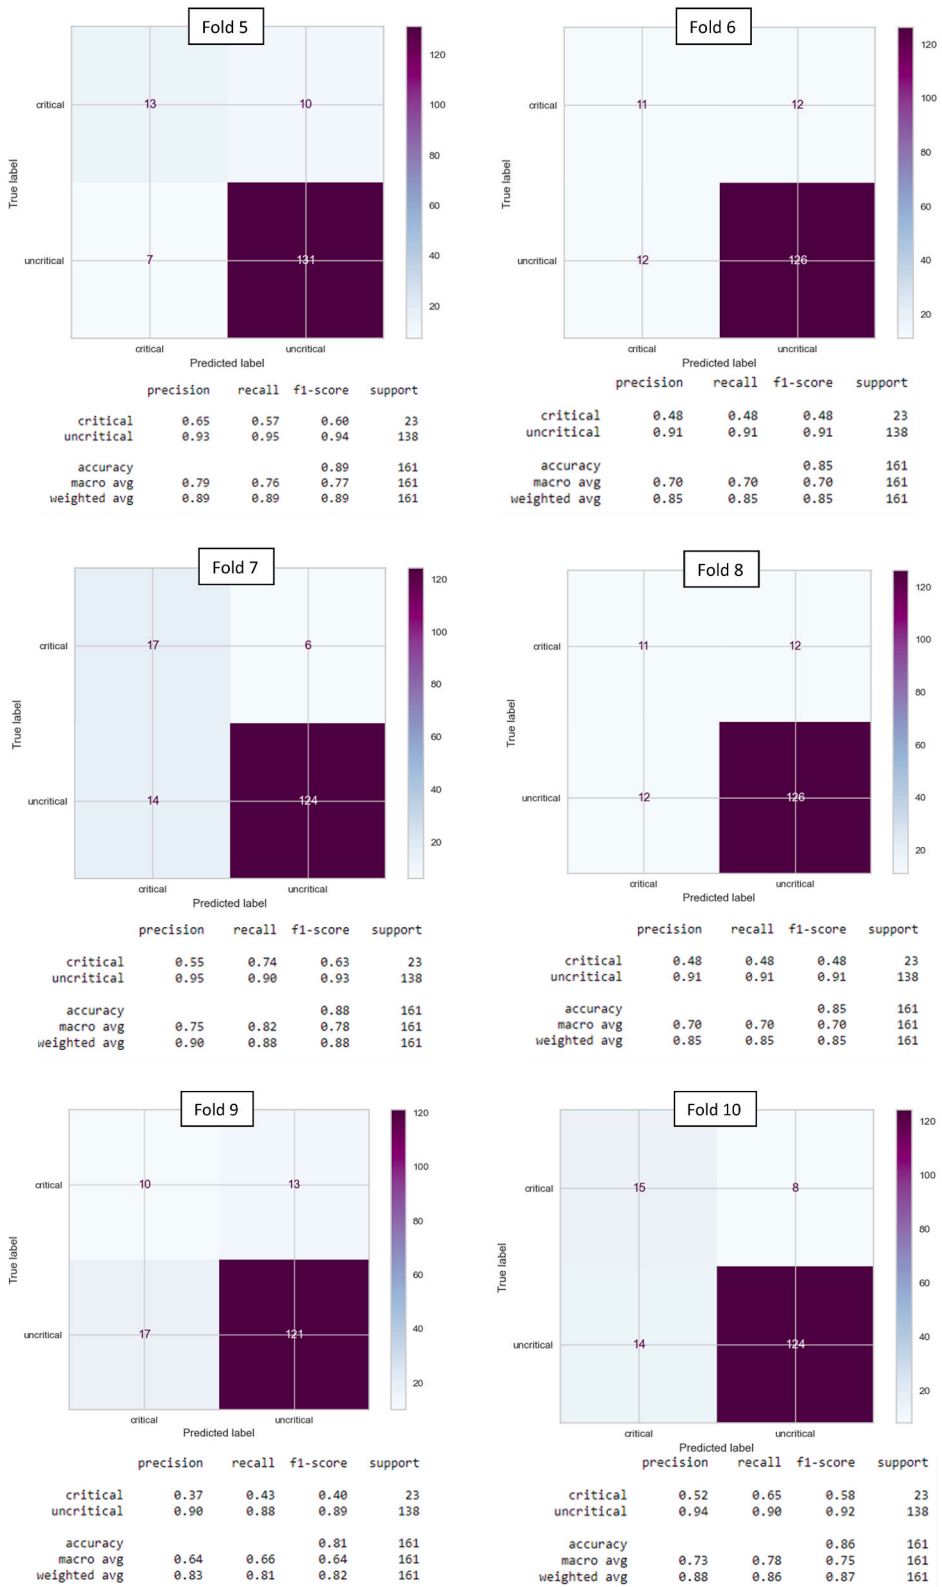 Fold 5
120
100
80
60
40
20
True label
critical
13
10
uncritical
7
131
critical
uncritical
Predicted label
precision recall f1-score support
critical 0.65 0.57 0.60 23
uncritical 0.93 0.95 0.94 138
accuracy 0.89 161
macro avg 0.79 0.76 0.77 161
weighted avg 0.89 0.89 0.89 161
Fold 6
120
100
80
60
40
20
True label
critical
11
12
uncritical
12
126
critical
uncritical
Predicted label
precision recall f1-score support
critical 0.48 0.48 0.48 23
uncritical 0.91 0.91 0.91 138
accuracy 0.85 161
macro avg 0.70 0.70 0.70 161
weighted avg 0.85 0.85 0.85 161
Fold 7
120
100
80
60
40
20
True label
critical
17
6
uncritical
14
124
critical
uncritical
Predicted label
precision recall f1-score support
critical 0.55 0.74 0.63 23
uncritical 0.95 0.90 0.93 138
accuracy 0.88 161
macro avg 0.75 0.82 0.78 161
weighted avg 0.90 0.88 0.88 161
Fold 8
120
100
80
60
40
20
True label
critical
11
12
uncritical
12
126
critical
uncritical
Predicted label
precision recall f1-score support
critical 0.48 0.48 0.48 23
uncritical 0.91 0.91 0.91 138
accuracy 0.85 161
macro avg 0.70 0.70 0.70 161
weighted avg 0.85 0.85 0.85 161
Fold 9
120
100
80
60
40
20
True label
critical
10
13
uncritical
17
121
critical
uncritical
Predicted label
precision recall f1-score support
critical 0.37 0.43 0.40 23
uncritical 0.90 0.88 0.89 138
accuracy 0.81 161
macro avg 0.64 0.66 0.64 161
weighted avg 0.83 0.81 0.82 161
Fold 10
120
100
80
60
40
20
True label
critical
15
8
uncritical
14
124
critical
uncritical
Predicted label
precision recall f1-score support
critical 0.52 0.65 0.58 23
uncritical 0.94 0.90 0.92 138
accuracy 0.86 161
macro avg 0.73 0.78 0.75 161
weighted avg 0.88 0.86 0.87 161